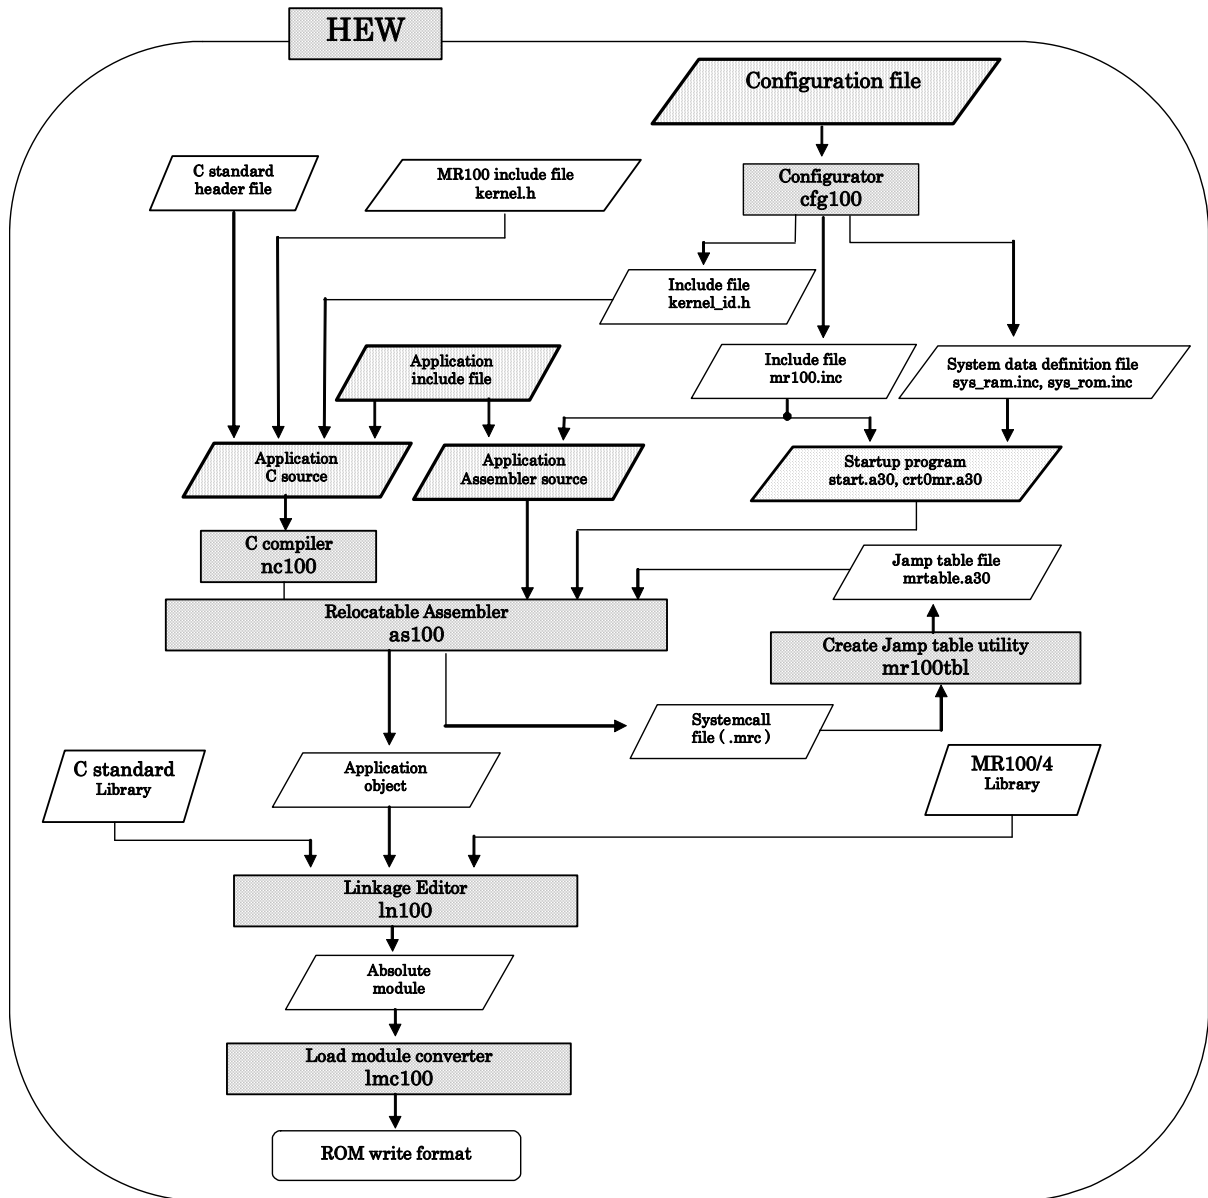 HEW
Configuration file
C standard
header file
MR100 include file
kernel.h
Configurator
cfg100
Include file
kernel_id.h
Application
include file
Include file
mr100.inc
System data definition file
sys_ram.inc, sys_rom.inc
Application
C source
Application
Assembler source
Startup program
start.a30, crt0mr.a30
C compiler
nc100
Jamp table file
mrtable.a30
Relocatable Assembler
as100
Create Jamp table utility
mr100tbl
Systemcall
file ( .mrc )
C standard
Library
Application
object
MR100/4
Library
Linkage Editor
ln100
Absolute
module
Load module converter
lmc100
ROM write format